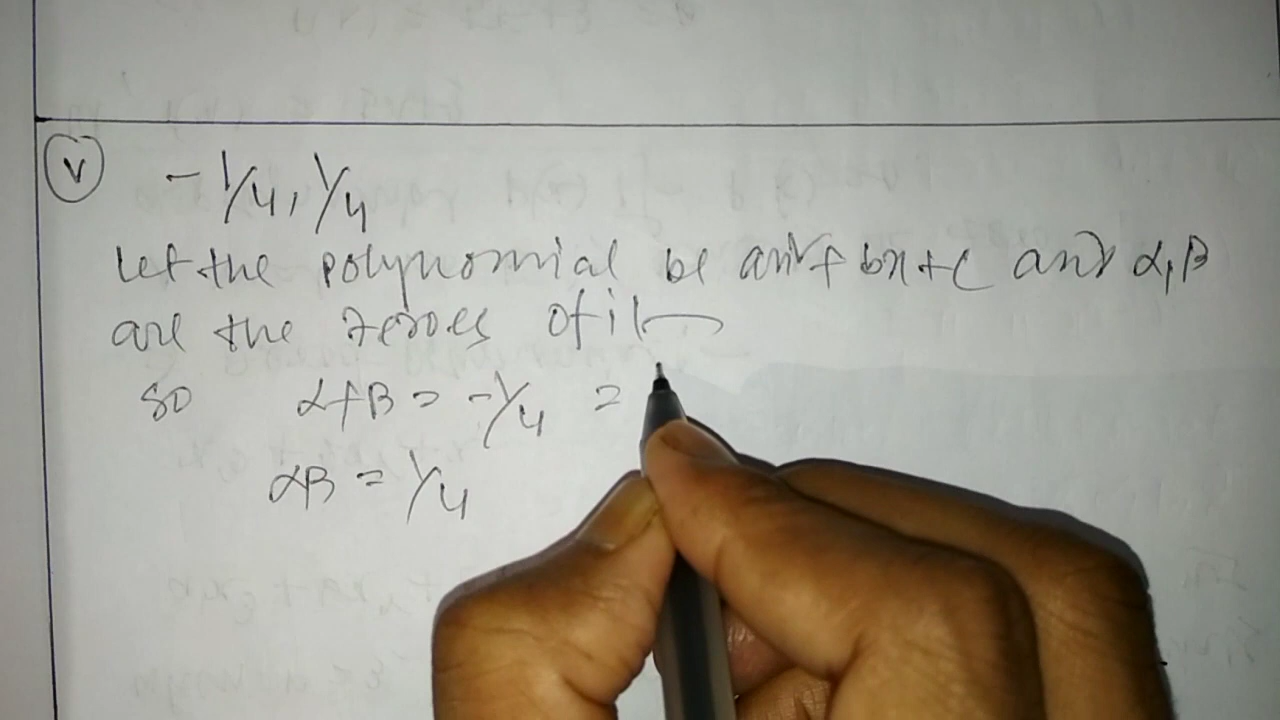 (v) -1/4, 1/4
Let the polynomial be ax²+bx+c and α,β
are the zeroes of it
so α+β = -1/4 =
αβ = 1/4